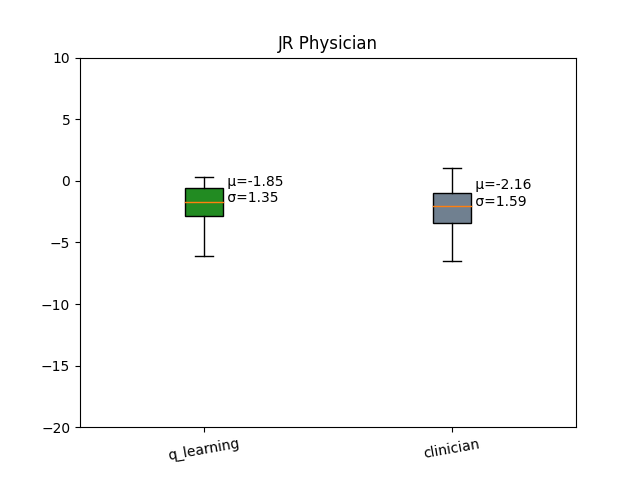 JR Physician
10
5
0
−5
−10
−15
−20
μ=-1.85
σ=1.35
μ=-2.16
σ=1.59
q_learning
clinician